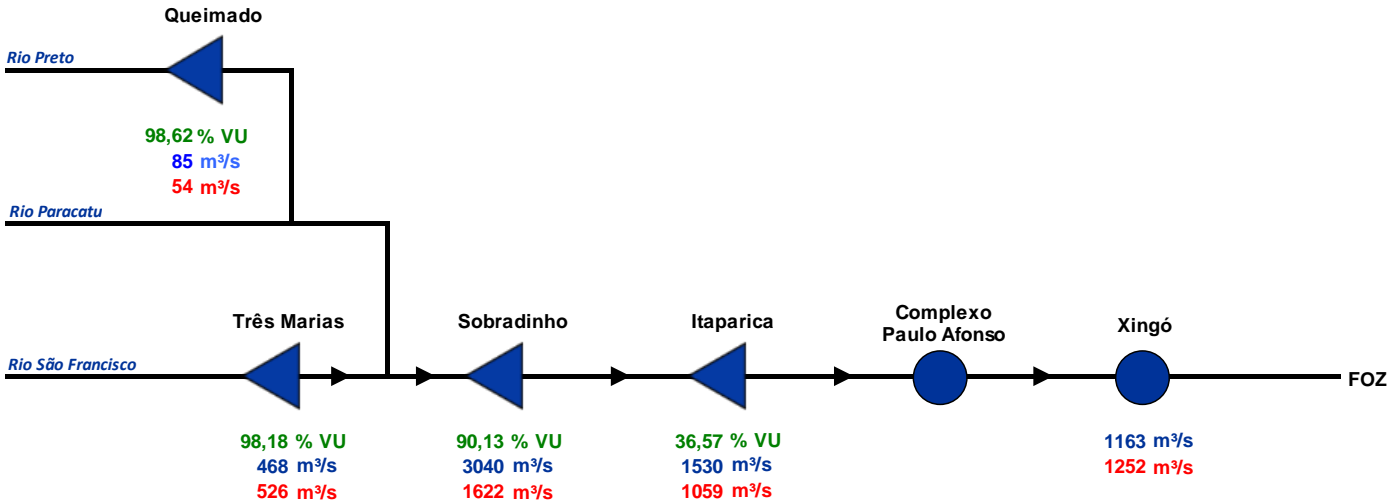 Queimado
Rio Preto
98,62 % VU
85 m³/s
54 m³/s
Rio Paracatu
Três Marias
Sobradinho
Itaparica
Complexo
Paulo Afonso
Xingó
Rio São Francisco
FOZ
98,18 % VU
468 m³/s
526 m³/s
90,13 % VU
3040 m³/s
1622 m³/s
36,57 % VU
1530 m³/s
1059 m³/s
1163 m³/s
1252 m³/s